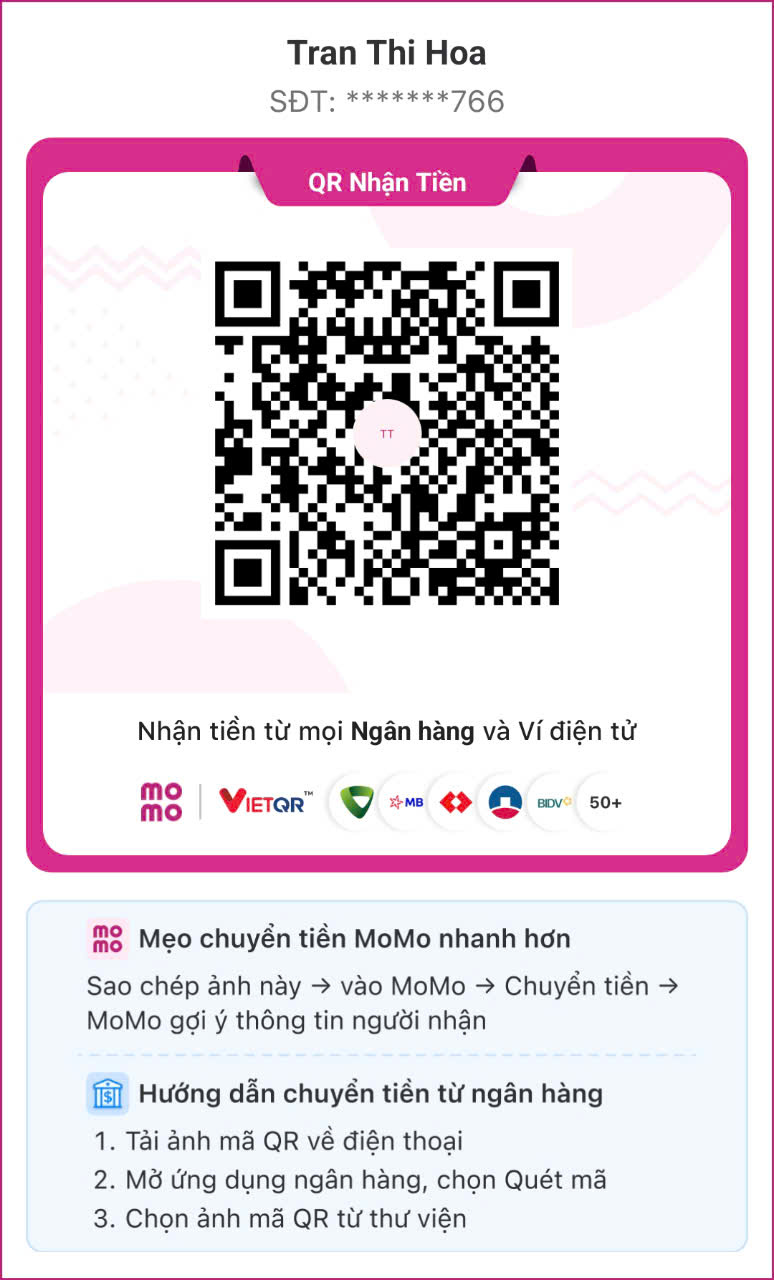 Tran Thi Hoa
SĐT: *******766
QR Nhận Tiền
TT
Nhận tiền từ mọi Ngân hàng và Ví điện tử
mo mo VIETQR™ MB BIDV 50+
mo mo Mẹo chuyển tiền MoMo nhanh hơn
Sao chép ảnh này → vào MoMo → Chuyển tiền →
MoMo gợi ý thông tin người nhận
$ Hướng dẫn chuyển tiền từ ngân hàng
1. Tải ảnh mã QR về điện thoại
2. Mở ứng dụng ngân hàng, chọn Quét mã
3. Chọn ảnh mã QR từ thư viện